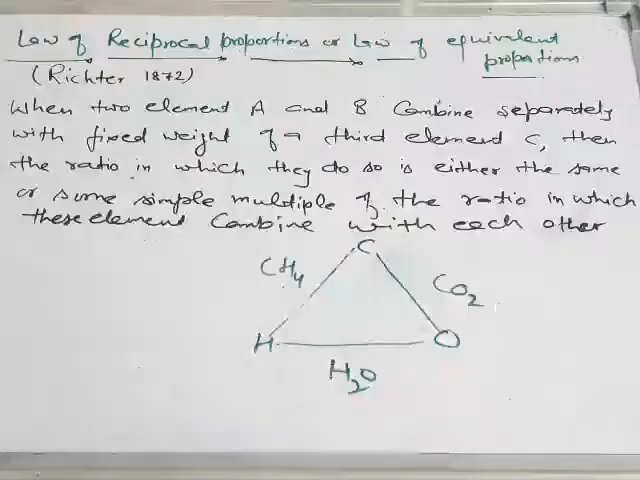 Law of Reciprocal proportions or Law of equivalent
proportions
(Richter 1872)
When two element A and B Combine separately
with fixed weight of a third element C, then
the ratio in which they do so is either the same
or some simple multiple of the ratio in which
these element Combine with each other
C
CH4
CO2
H
O
H2O